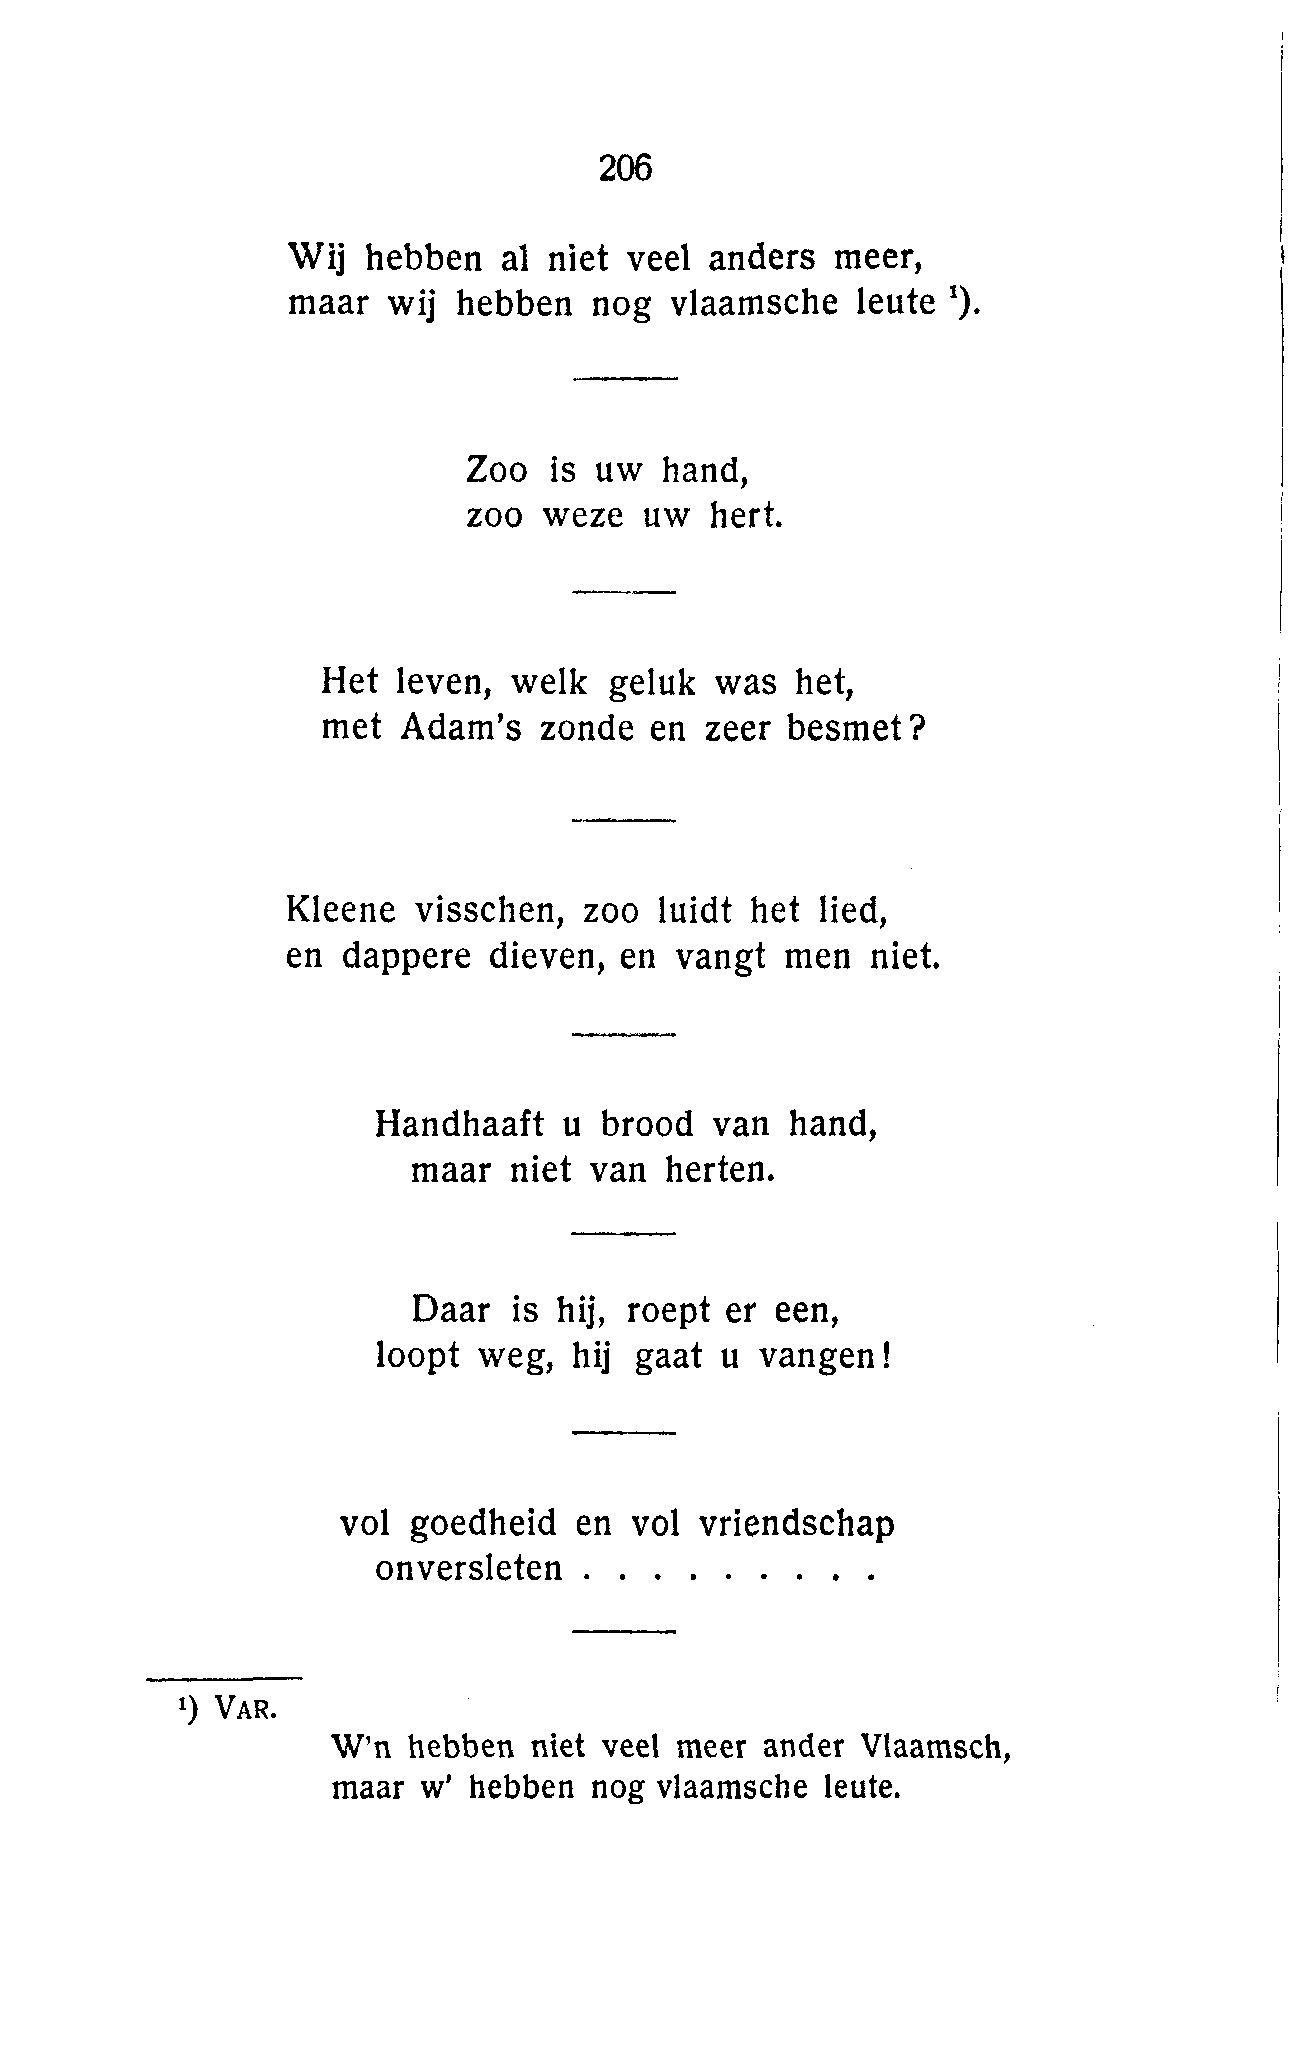 206
Wij hebben al niet veel anders meer,
maar wij hebben nog vlaamsche leute ¹).
Zoo is uw hand,
zoo weze uw hert.
Het leven, welk geluk was het,
met Adam's zonde en zeer besmet?
Kleene visschen, zoo luidt het lied,
en dappere dieven, en vangt men niet.
Handhaaft u brood van hand,
maar niet van herten.
Daar is hij, roept er een,
loopt weg, hij gaat u vangen!
vol goedheid en vol vriendschap
onversleten . . . . . . . . .
¹) VAR.
W'n hebben niet veel meer ander Vlaamsch,
maar w' hebben nog vlaamsche leute.